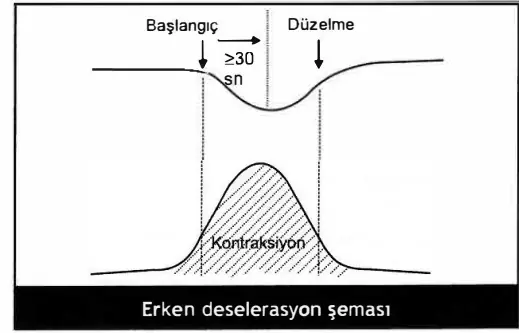 Başlangıç Düzelme
≥30
sn
Kontraksiyon
Erken deselerasyon şeması